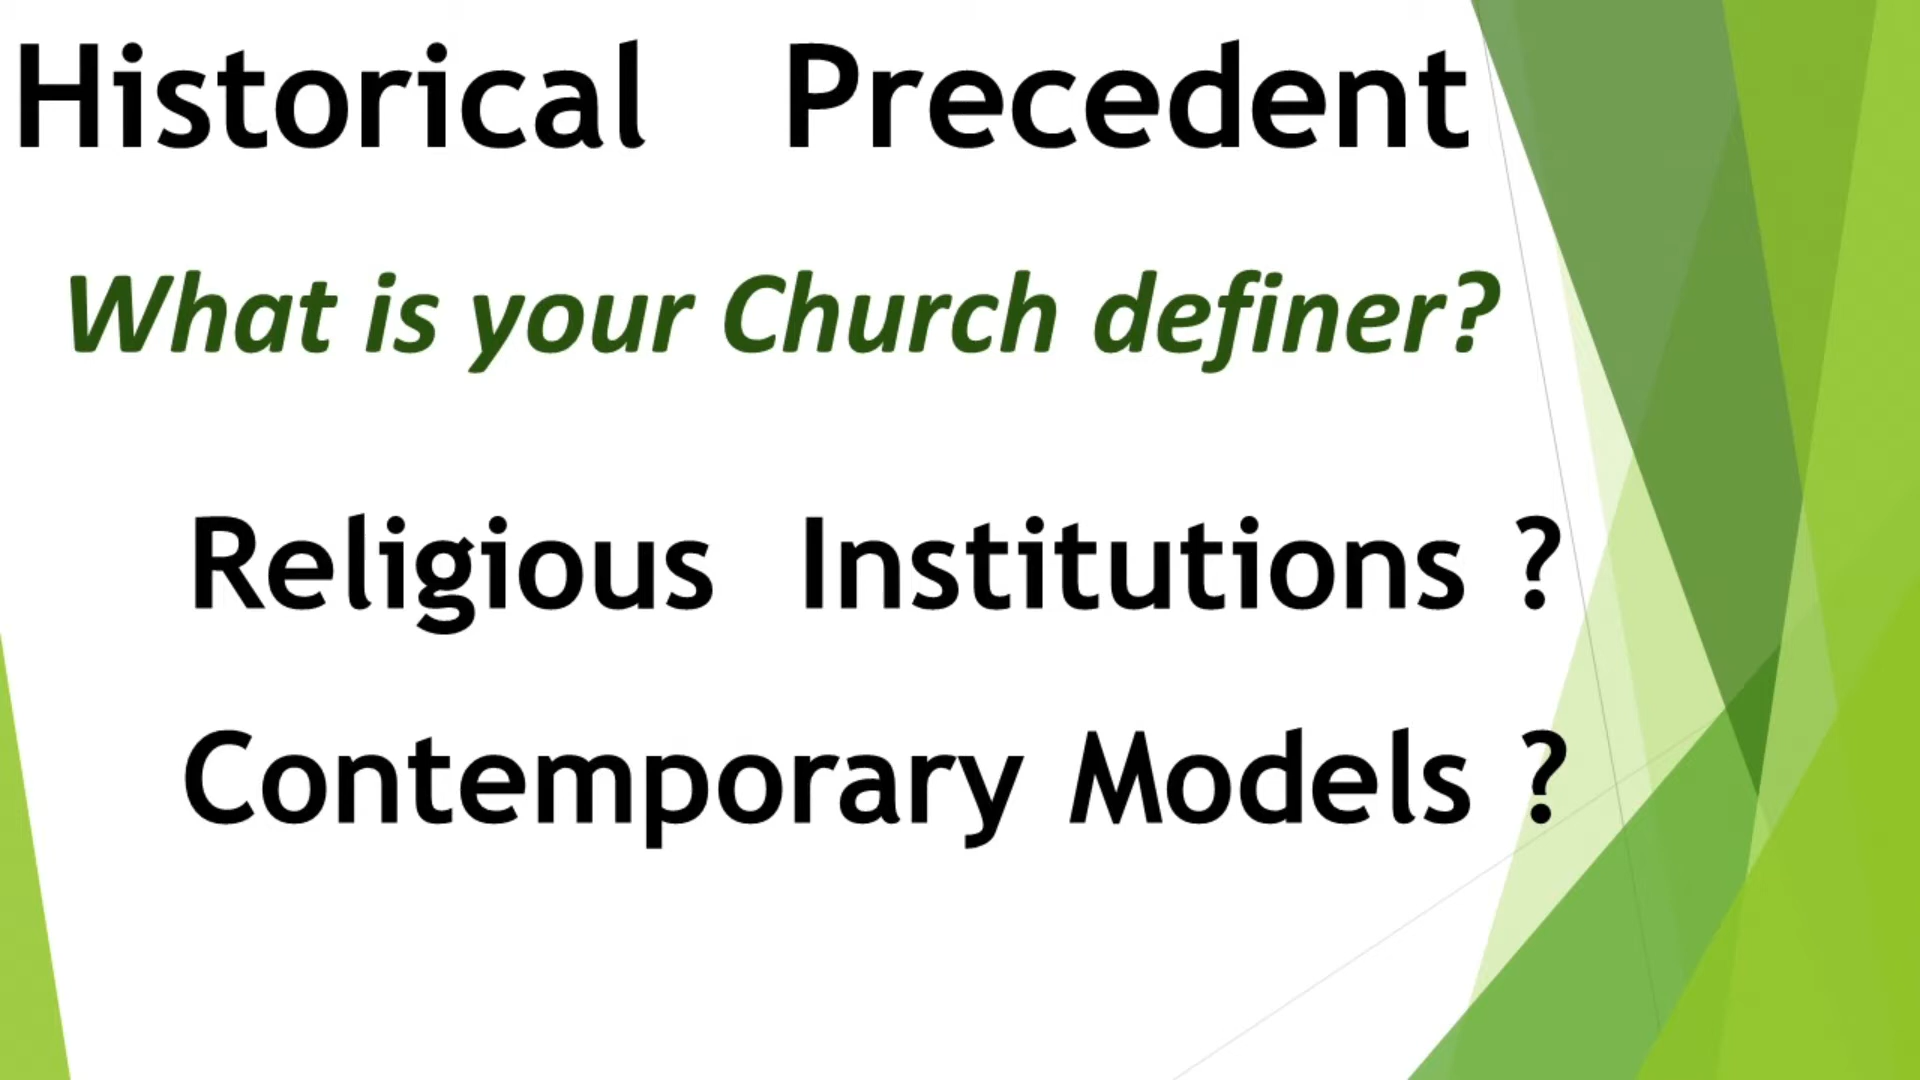 Historical Precedent
What is your Church definer?
Religious Institutions ?
Contemporary Models ?